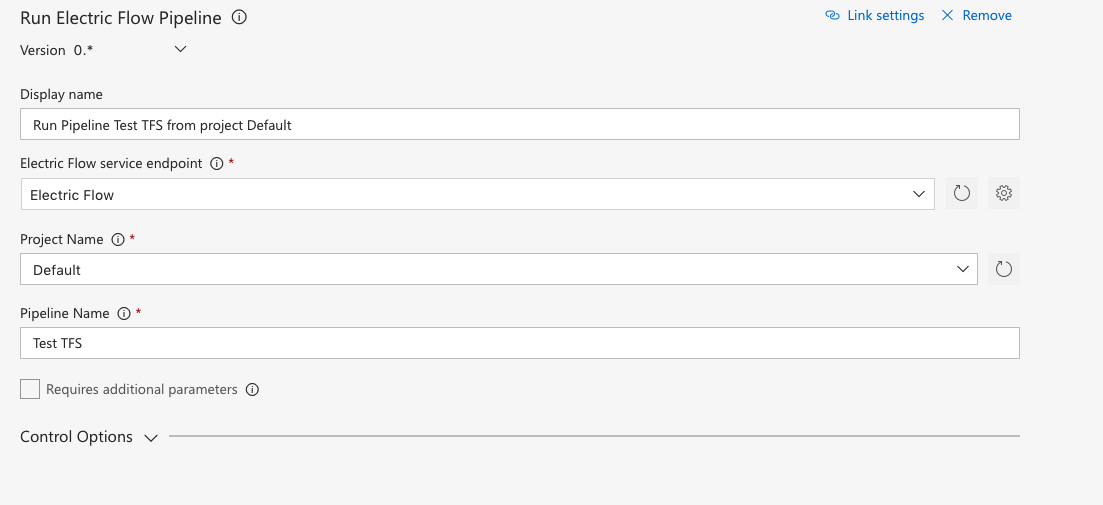 Run Electric Flow Pipeline
Link settings
Remove
Version 0.*
Display name
Run Pipeline Test TFS from project Default
Electric Flow service endpoint *
Electric Flow
Project Name *
Default
Pipeline Name *
Test TFS
Requires additional parameters
Control Options